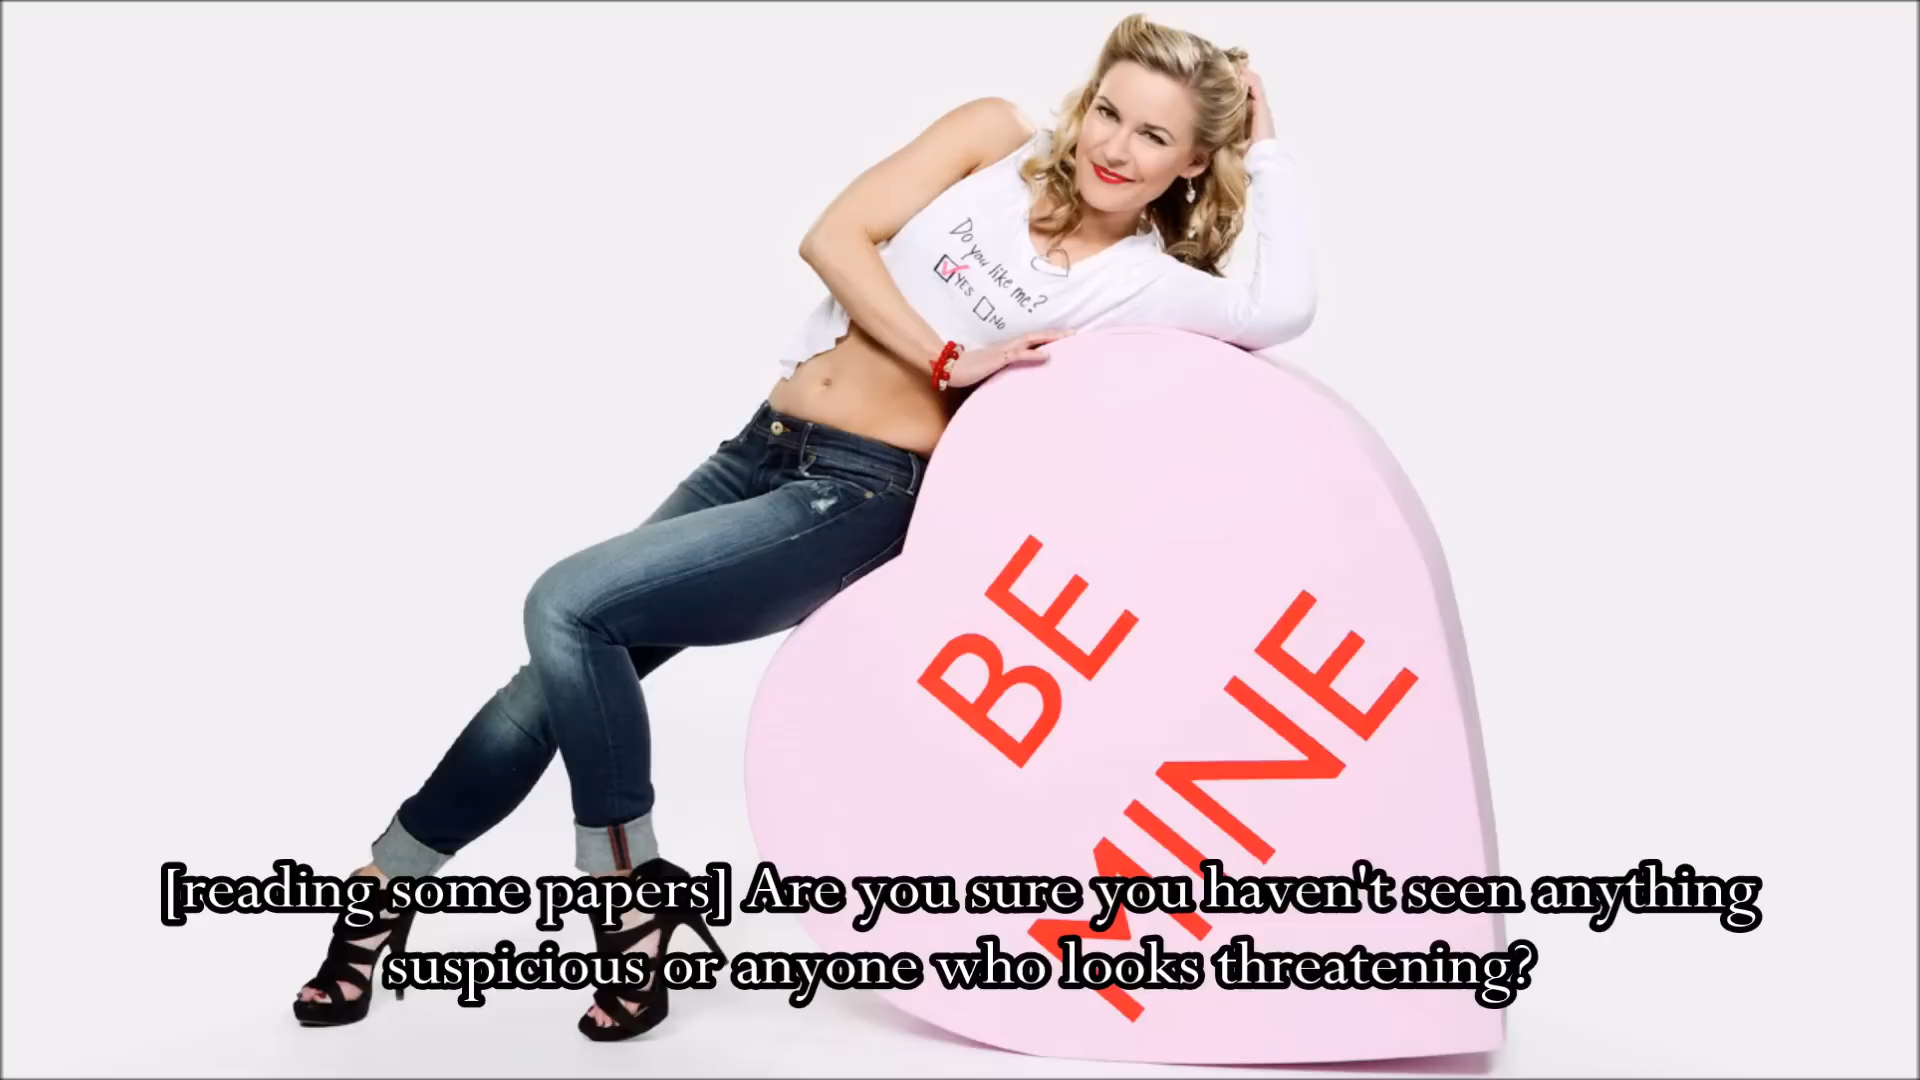 Do you like me?
YES NO
BE
MINE
[reading some papers] Are you sure you haven't seen anything
suspicious or anyone who looks threatening?